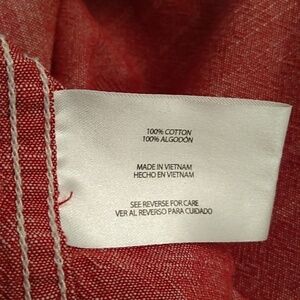 100% COTTON
100% ALGODÓN
MADE IN VIETNAM
HECHO EN VIETNAM
SEE REVERSE FOR CARE
VER AL REVERSO PARA CUIDADO